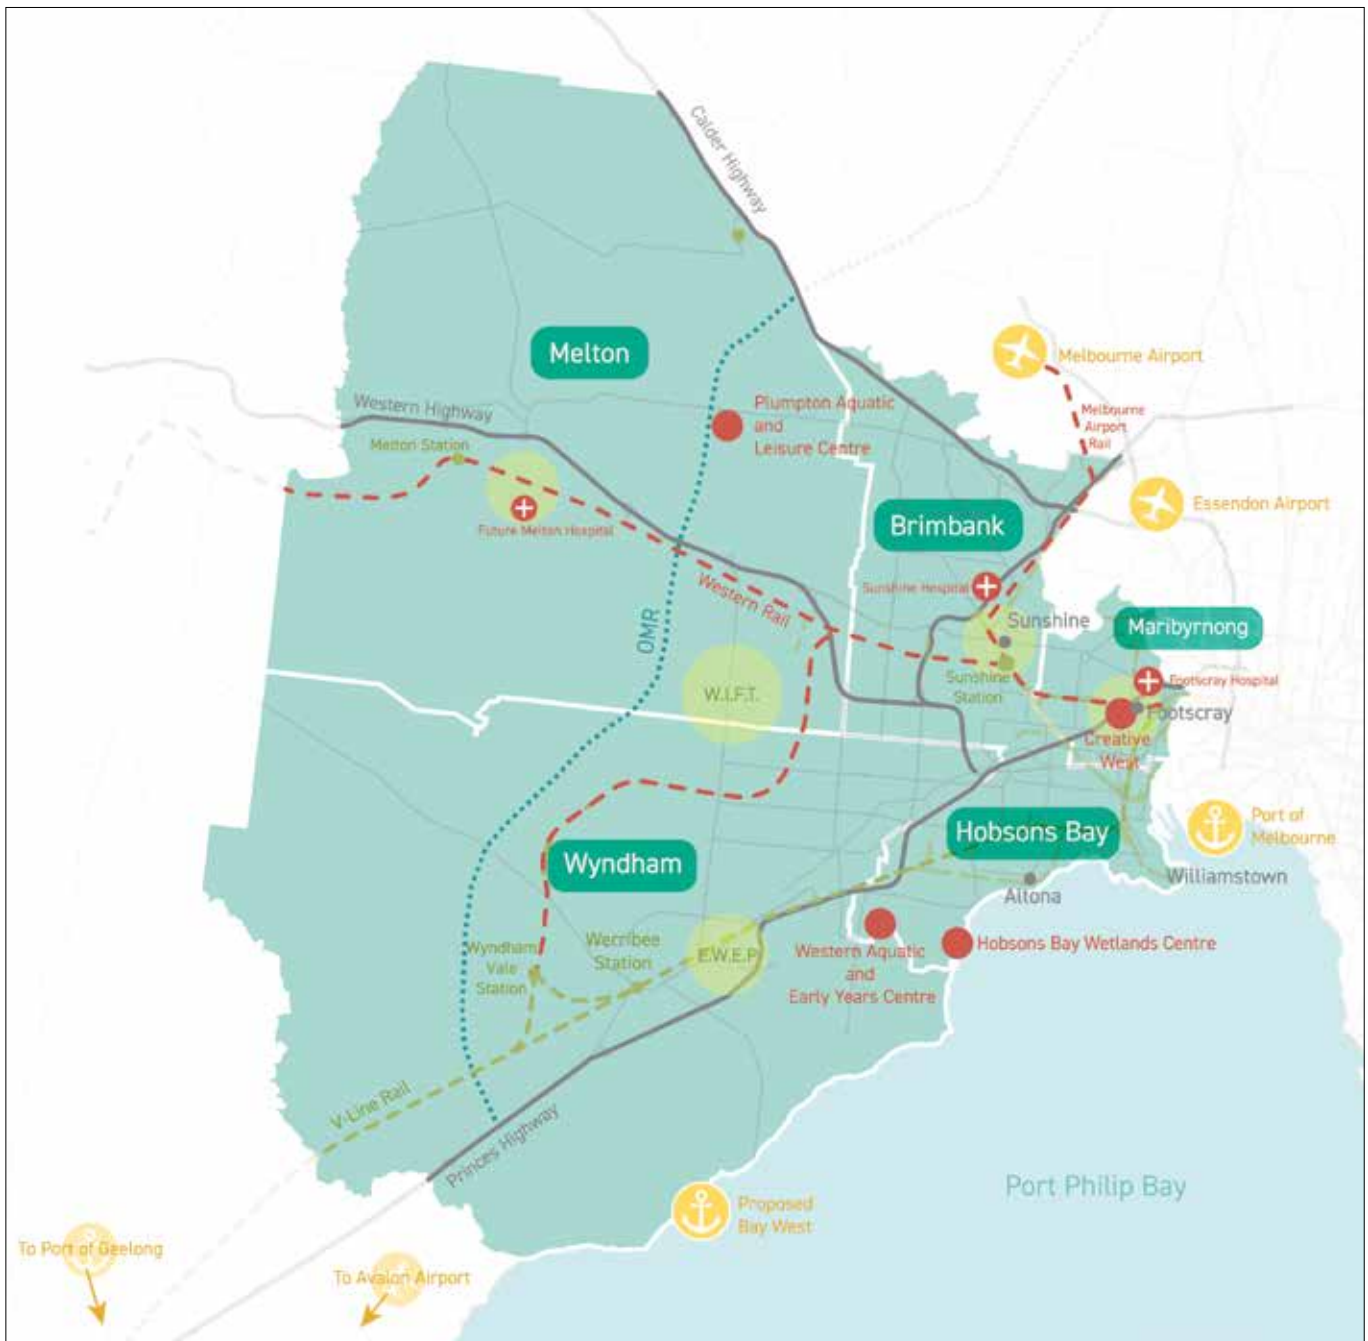 Calder Highway
Melton
Melbourne Airport
Western Highway
Plumpton Aquatic
and
Leisure Centre
Melbourne
Airport
Rail
Melton Station
Essendon Airport
Brimbank
Future Melton Hospital
Western Rail
Sunshine Hospital
OMR
Sunshine
Maribyrnong
Sunshine
Station
Footscray Hospital
W.I.F.T.
Footscray
Creative
West
Hobsons Bay
Port of
Melbourne
Wyndham
Altona
Williamstown
Wyndham
Vale
Station
Werribee
Station
E.W.E.P
Western Aquatic
and
Early Years Centre
Hobsons Bay Wetlands Centre
V-Line Rail
Princes Highway
Port Philip Bay
Proposed
Bay West
To Port of Geelong
To Avalon Airport